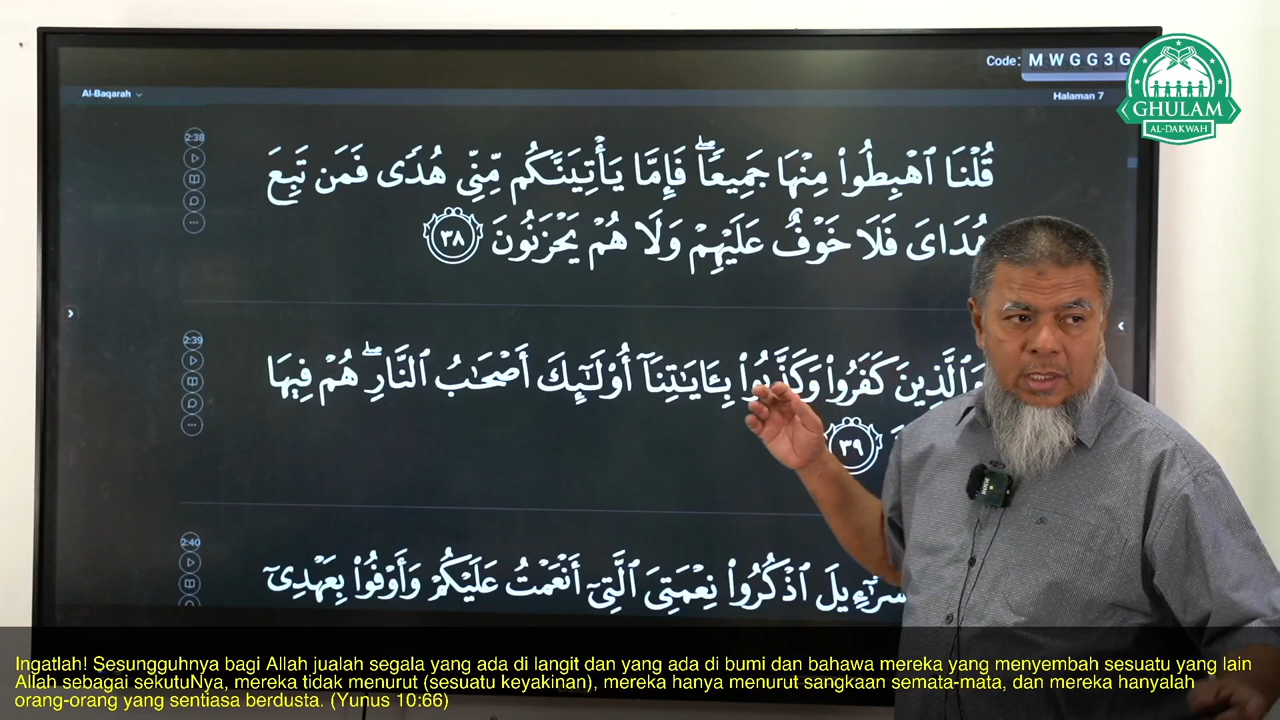 Code: M W G G 3 G
GHULAM
AL-DAKWAH
Al-Baqarah
Halaman 7
2:38
قُلْنَا ٱهْبِطُوا۟ مِنْهَا جَمِيعًا ۖ فَإِمَّا يَأْتِيَنَّكُم مِّنِّى هُدًى فَمَن تَبِعَ
هُدَاىَ فَلَا خَوْفٌ عَلَيْهِمْ وَلَا هُمْ يَحْزَنُونَ ٣٨
2:39
وَٱلَّذِينَ كَفَرُوا۟ وَكَذَّبُوا۟ بِـَٔايَـٰتِنَآ أُو۟لَـٰٓئِكَ أَصْحَـٰبُ ٱلنَّارِ ۖ هُمْ فِيهَا
٣٩
2:40
ٱذْكُرُوا۟ نِعْمَتِىَ ٱلَّتِىٓ أَنْعَمْتُ عَلَيْكُمْ وَأَوْفُوا۟ بِعَهْدِىٓ
RODE
Ingatlah! Sesungguhnya bagi Allah jualah segala yang ada di langit dan yang ada di bumi dan bahawa mereka yang menyembah sesuatu yang lain
Allah sebagai sekutuNya, mereka tidak menurut (sesuatu keyakinan), mereka hanya menurut sangkaan semata-mata, dan mereka hanyalah
orang-orang yang sentiasa berdusta. (Yunus 10:66)